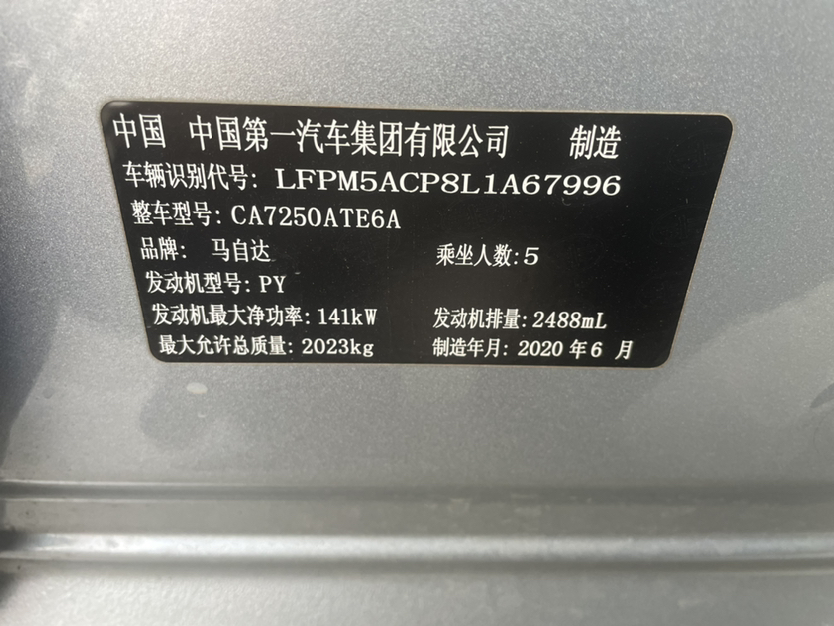 中国 中国第一汽车集团有限公司 制造
车辆识别代号: LFPM5ACP8L1A67996
整车型号: CA7250ATE6A
品牌: 马自达 乘坐人数: 5
发动机型号: PY
发动机最大净功率: 141kW 发动机排量: 2488mL
最大允许总质量: 2023kg 制造年月: 2020 年 6 月